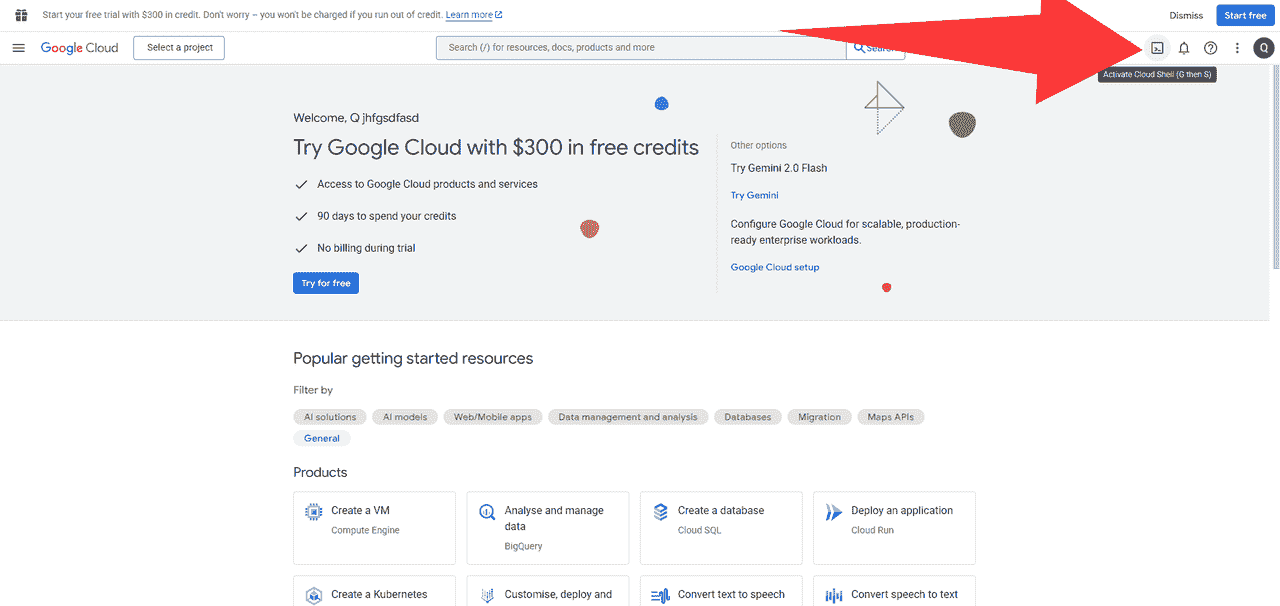 Start your free trial with $300 in credit. Don't worry – you won't be charged if you run out of credit. Learn more
Dismiss
Start free
Google Cloud
Select a project
Search (/) for resources, docs, products and more
Q
Activate Cloud Shell (G then S)
Welcome, Q jhfgsdfasd
Try Google Cloud with $300 in free credits
Access to Google Cloud products and services
90 days to spend your credits
No billing during trial
Try for free
Other options
Try Gemini 2.0 Flash
Try Gemini
Configure Google Cloud for scalable, production-
ready enterprise workloads.
Google Cloud setup
Popular getting started resources
Filter by
AI solutions
AI models
Web/Mobile apps
Data management and analysis
Databases
Migration
Maps APIs
General
Products
Create a VM
Compute Engine
Analyse and manage
data
BigQuery
Create a database
Cloud SQL
Deploy an application
Cloud Run
Create a Kubernetes
Customise, deploy and
Convert text to speech
Convert speech to text